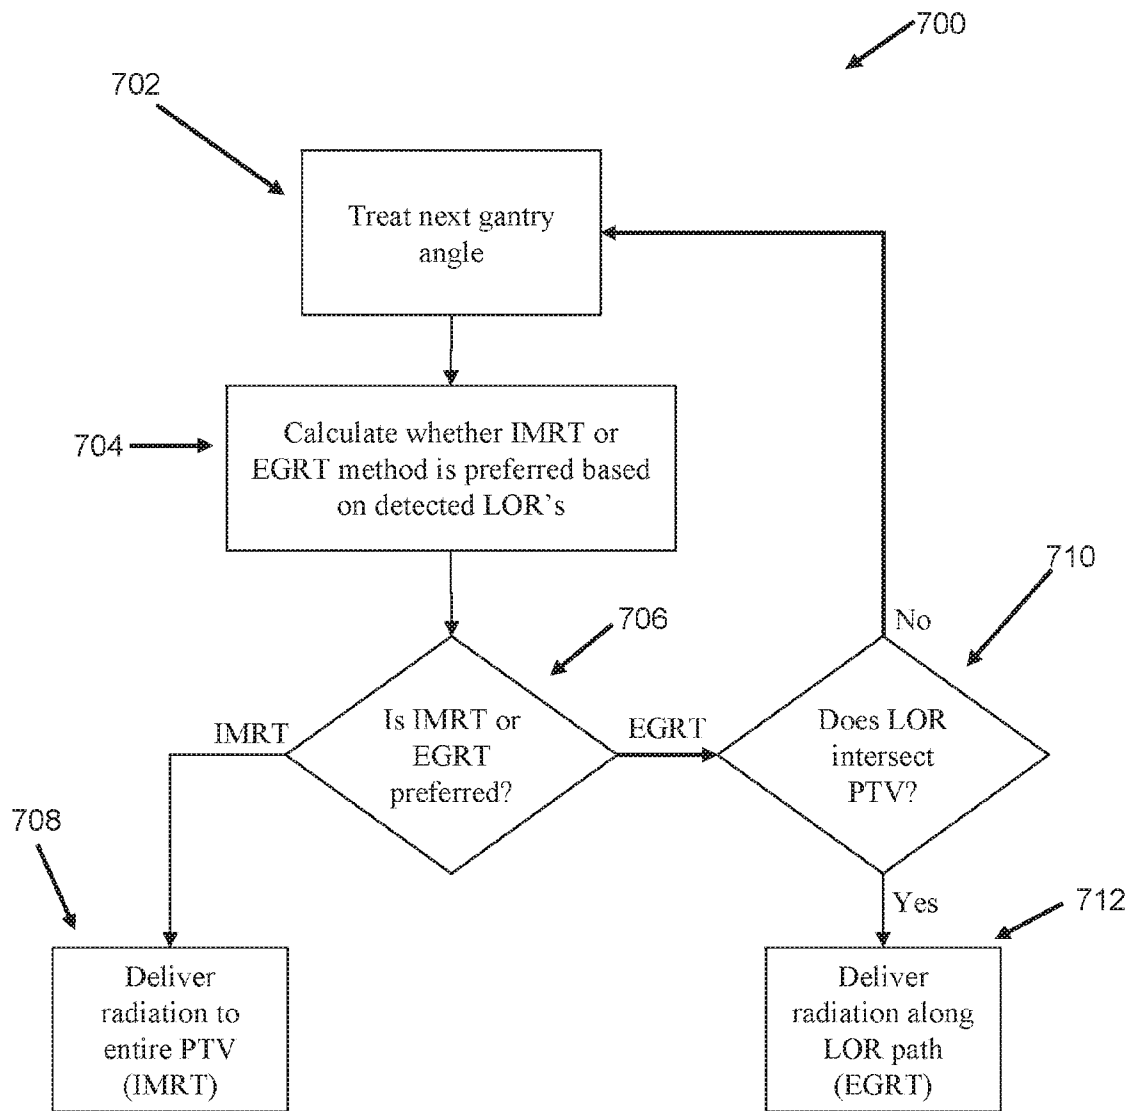 700
702
Treat next gantry
angle
704
Calculate whether IMRT or
EGRT method is preferred based
on detected LOR's
710
706
No
IMRT
Is IMRT or
EGRT
preferred?
EGRT
Does LOR
intersect
PTV?
708
Yes
712
Deliver
radiation to
entire PTV
(IMRT)
Deliver
radiation along
LOR path
(EGRT)